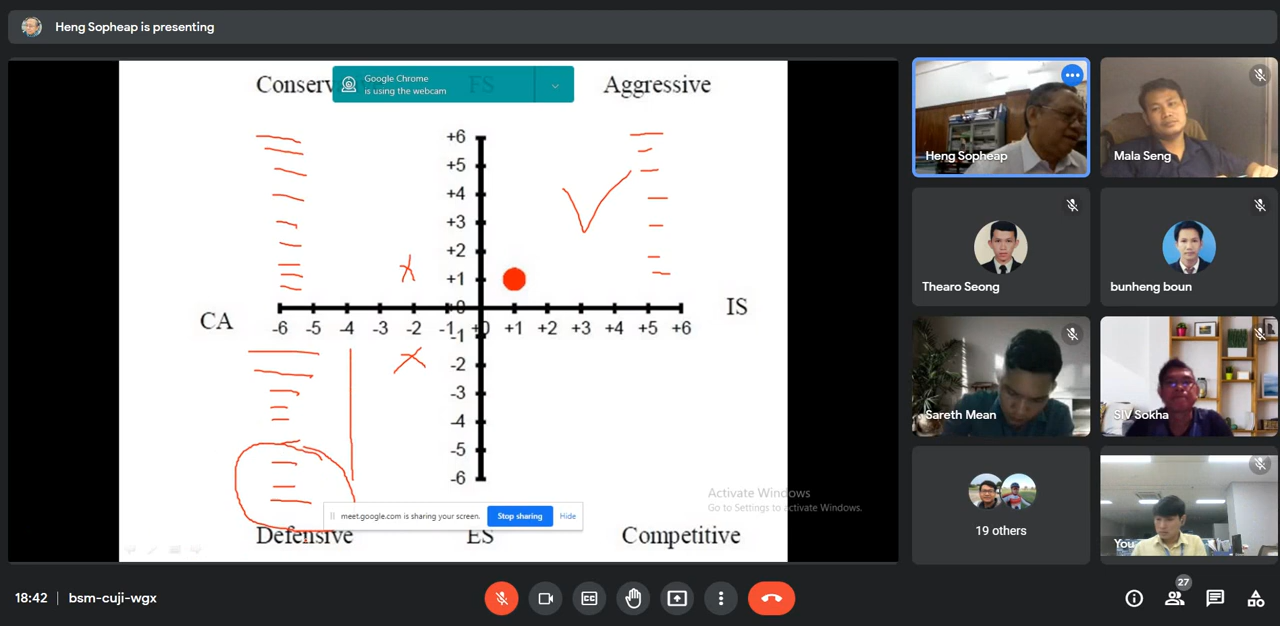 Heng Sopheap is presenting
Google Chrome
is using the webcam
Conserv
FS
Aggressive
+6
+5
+4
+3
+2
+1
0
CA
IS
-6 -5 -4 -3 -2 -1 +0 +1 +2 +3 +4 +5 +6
-1
-2
-3
-4
-5
-6
Activate Windows
Go to Settings to activate Windows.
meet.google.com is sharing your screen.
Stop sharing
Hide
Defensive
ES
Competitive
Heng Sopheap
Mala Seng
Thearo Seong
bunheng boun
Sareth Mean
SIV Sokha
19 others
You
18:42 | bsm-cuji-wgx
CC
27